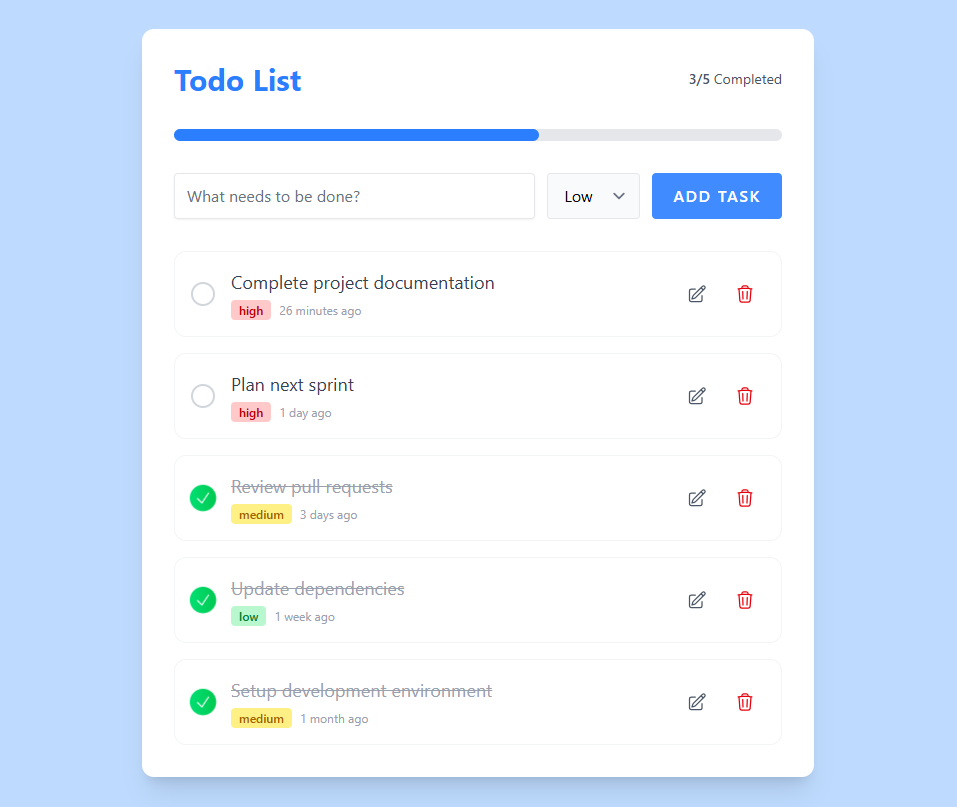 Todo List
3/5 Completed
What needs to be done?
Low
ADD TASK
Complete project documentation
high 26 minutes ago
Plan next sprint
high 1 day ago
Review pull requests
medium 3 days ago
Update dependencies
low 1 week ago
Setup development environment
medium 1 month ago